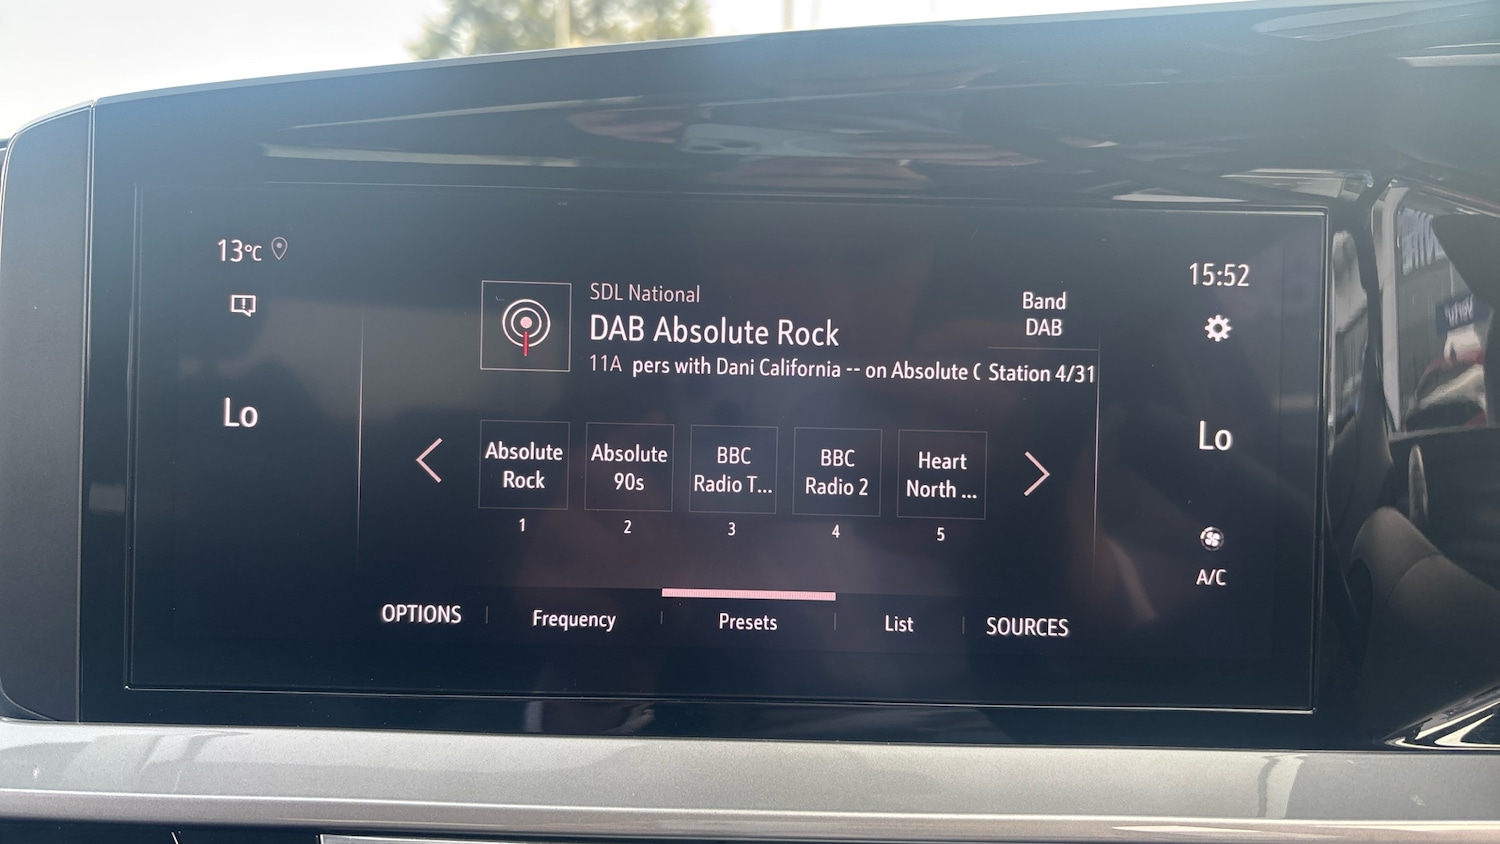 13°C
15:52
SDL National
DAB Absolute Rock
11A pers with Dani California -- on Absolute C
Band
DAB
Station 4/31
Lo
Lo
Absolute
Rock
1
Absolute
90s
2
BBC
Radio T...
3
BBC
Radio 2
4
Heart
North ...
5
A/C
OPTIONS
Frequency
Presets
List
SOURCES